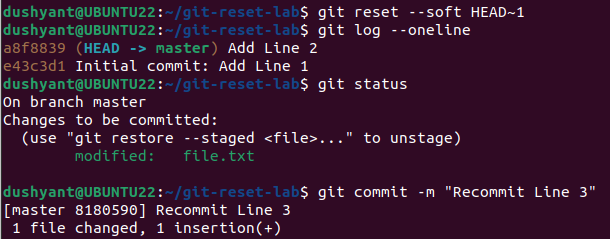 dushyant@UBUNTU22:~/git-reset-lab$ git reset --soft HEAD~1
dushyant@UBUNTU22:~/git-reset-lab$ git log --oneline
a8f8839 (HEAD -> master) Add Line 2
e43c3d1 Initial commit: Add Line 1
dushyant@UBUNTU22:~/git-reset-lab$ git status
On branch master
Changes to be committed:
  (use "git restore --staged <file>..." to unstage)
        modified:   file.txt

dushyant@UBUNTU22:~/git-reset-lab$ git commit -m "Recommit Line 3"
[master 8180590] Recommit Line 3
 1 file changed, 1 insertion(+)